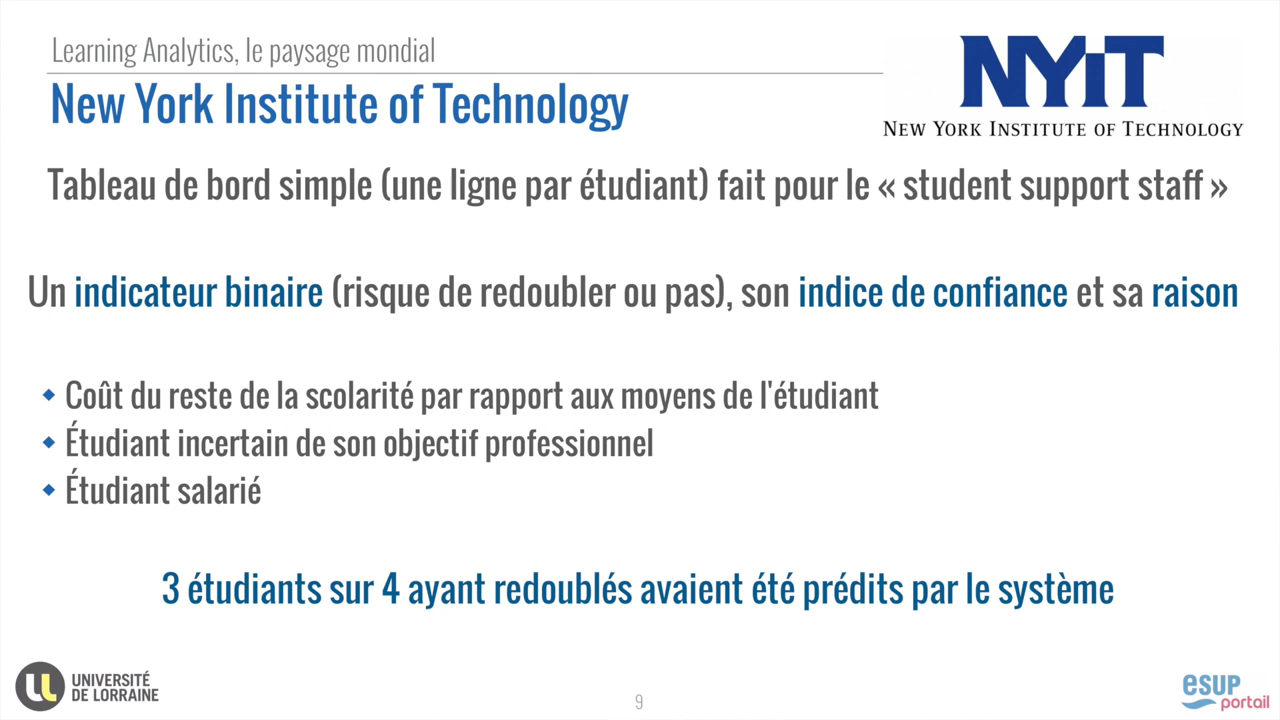 Learning Analytics, le paysage mondial
New York Institute of Technology
NYiT
NEW YORK INSTITUTE OF TECHNOLOGY
Tableau de bord simple (une ligne par étudiant) fait pour le « student support staff »
Un indicateur binaire (risque de redoubler ou pas), son indice de confiance et sa raison
Coût du reste de la scolarité par rapport aux moyens de l'étudiant
Étudiant incertain de son objectif professionnel
Étudiant salarié
3 étudiants sur 4 ayant redoublés avaient été prédits par le système
UNIVERSITÉ
DE LORRAINE
9
esup
portail